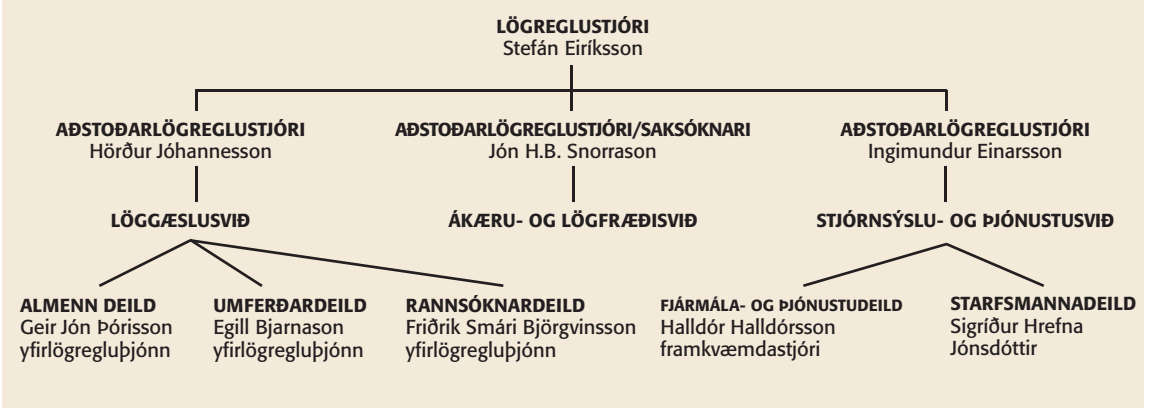 LÖGREGLUSTJÓRI
Stefán Eiríksson
AÐSTOÐARLÖGREGLUSTJÓRI
Hörður Jóhannesson
AÐSTOÐARLÖGREGLUSTJÓRI/SAKSÓKNARI
Jón H.B. Snorrason
AÐSTOÐARLÖGREGLUSTJÓRI
Ingimundur Einarsson
LÖGGÆSLUSVIÐ
ÁKÆRU- OG LÖGFRÆÐISVIÐ
STJÓRNSÝSLU- OG ÞJÓNUSTUSVIÐ
ALMENN DEILD
Geir Jón Þórisson
yfirlögregluþjónn
UMFERÐARDEILD
Egill Bjarnason
yfirlögregluþjónn
RANNSÓKNARDEILD
Friðrik Smári Björgvinsson
yfirlögregluþjónn
FJÁRMÁLA- OG ÞJÓNUSTUDEILD
Halldór Halldórsson
framkvæmdastjóri
STARFSMANNADEILD
Sigríður Hrefna
Jónsdóttir